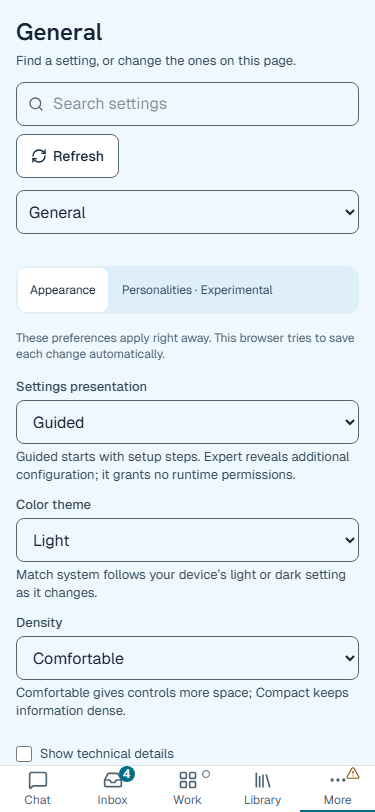 General
Find a setting, or change the ones on this page.
Search settings
Refresh
General
Appearance
Personalities · Experimental
These preferences apply right away. This browser tries to save
each change automatically.
Settings presentation
Guided
Guided starts with setup steps. Expert reveals additional
configuration; it grants no runtime permissions.
Color theme
Light
Match system follows your device's light or dark setting
as it changes.
Density
Comfortable
Comfortable gives controls more space; Compact keeps
information dense.
Show technical details
4
Chat
Inbox
Work
Library
More